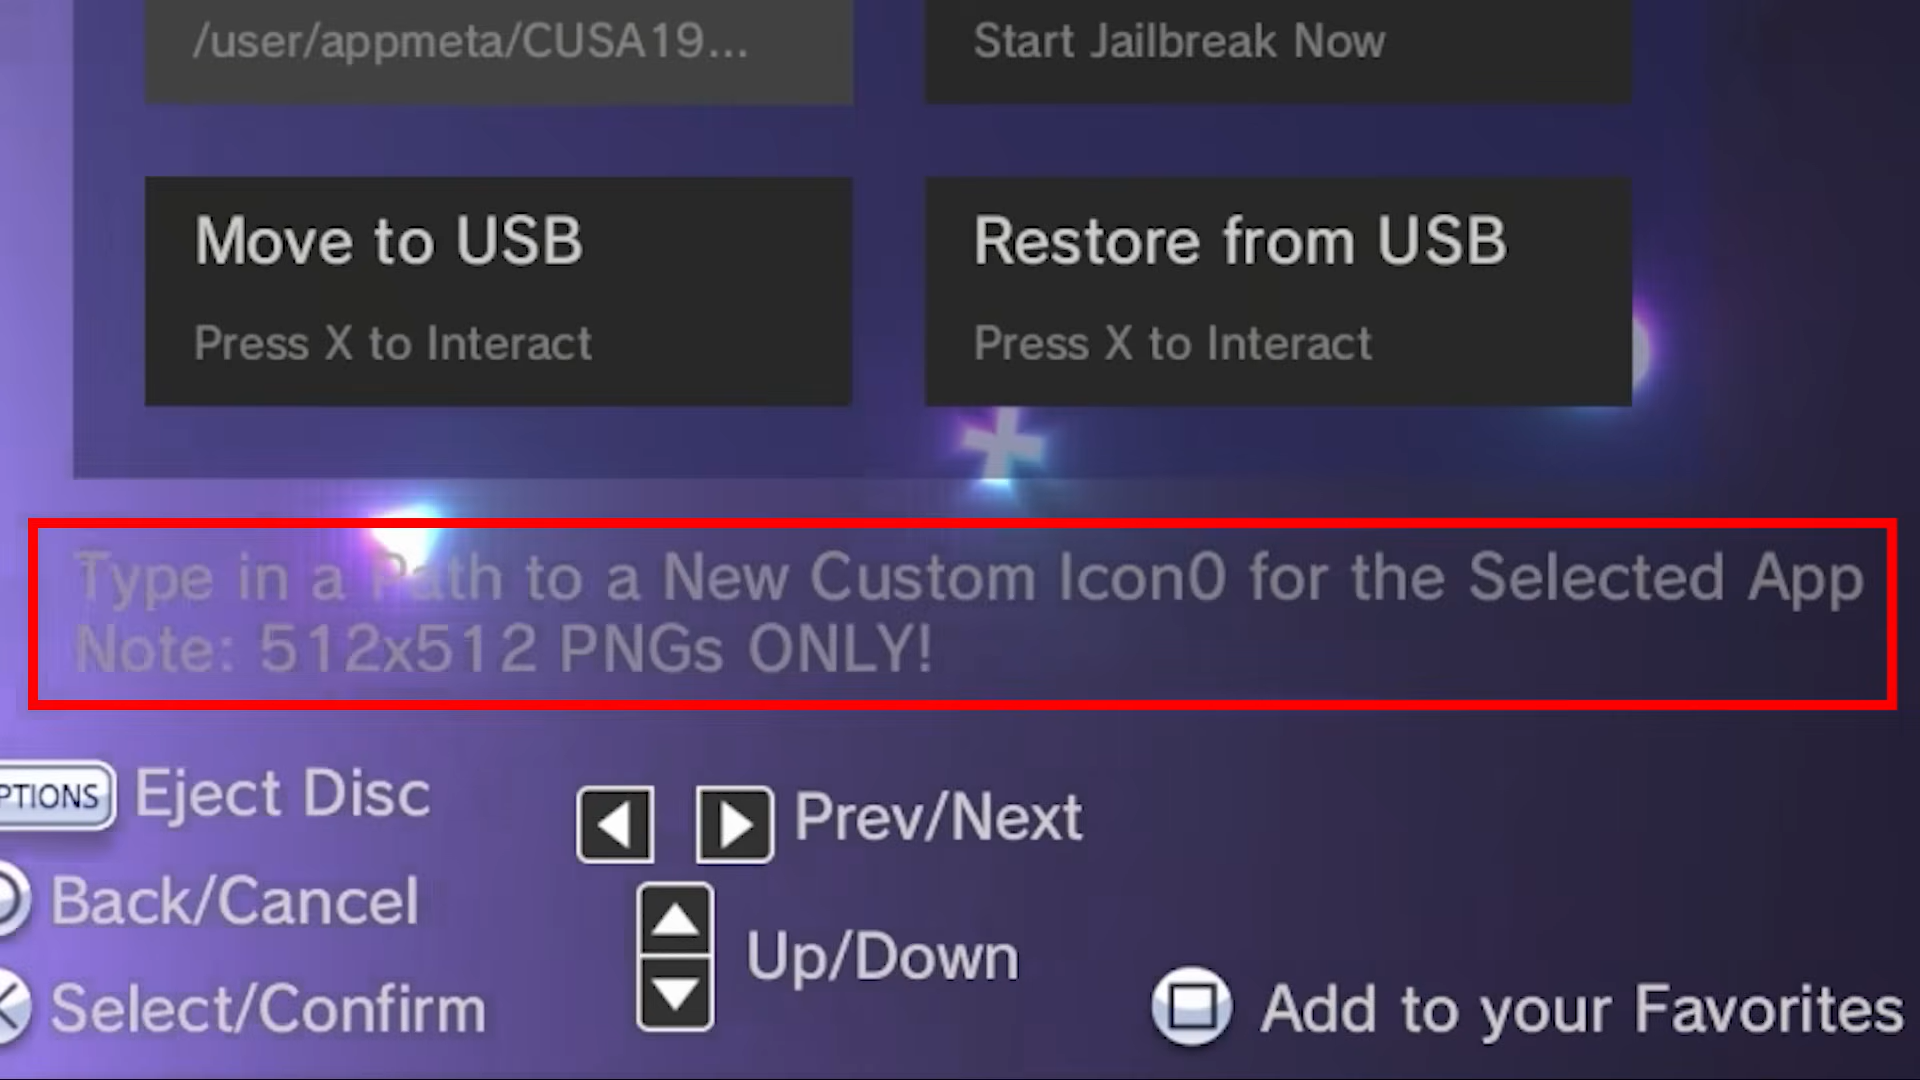 /user/appmeta/CUSA19...
Start Jailbreak Now
Move to USB
Press X to Interact
Restore from USB
Press X to Interact
Type in a Path to a New Custom Icon0 for the Selected App
Note: 512x512 PNGs ONLY!
PTIONS Eject Disc
Prev/Next
Back/Cancel
Up/Down
Select/Confirm
Add to your Favorites